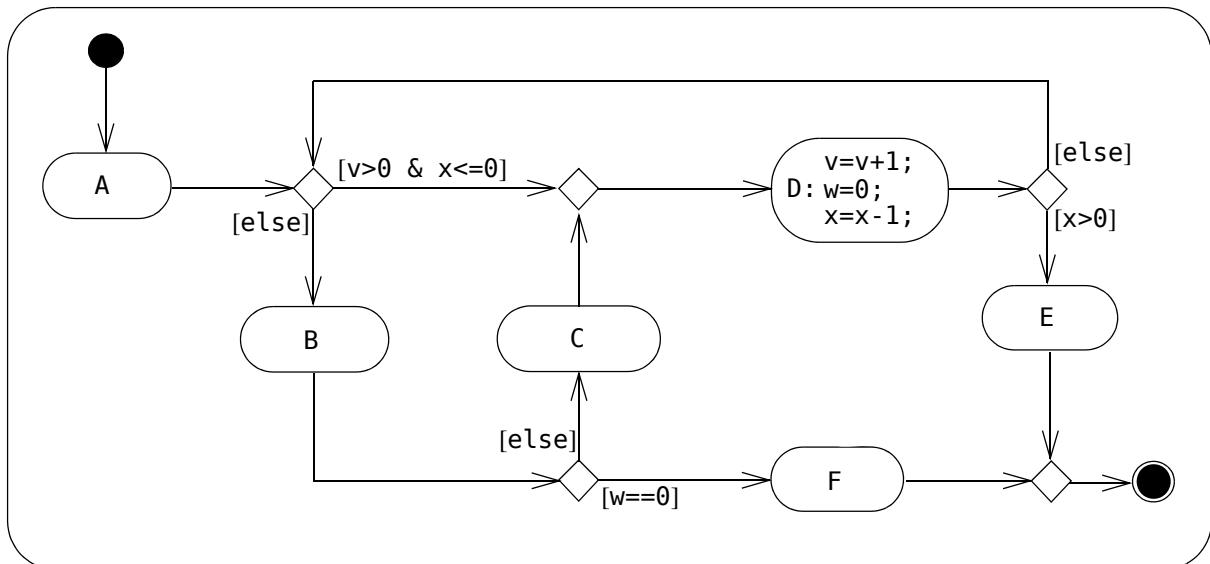 [else]
[v>0 & x<=0]
v=v+1;
A
D: w=0;
x=x-1;
[else]
[x>0]
B
C
E
[else]
F
[w==0]